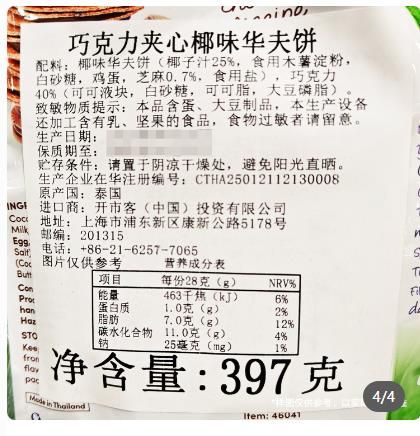 巧克力夹心椰味华夫饼
配料：椰味华夫饼（椰子汁25%，食用木薯淀粉，
白砂糖，鸡蛋，芝麻0.7%，食用盐），巧克力
40%（可可液块，白砂糖，可可脂，大豆磷脂）。
致敏物质提示：本品含蛋、大豆制品，本生产设备
还加工含有乳、坚果的食品，食物过敏者请留意。
生产日期：
保质期至：
贮存条件：请置于阴凉干燥处，避免阳光直晒。
生产企业在华注册编号：CTHA25012112130008
原产国：泰国
进口商：开市客（中国）投资有限公司
地址：上海市浦东新区康新公路5178号
邮编：201315
电话：+86-21-6257-7065
图片仅供参考 营养成分表
项目 每份28克（g） NRV%
能量 463千焦（kJ） 6%
蛋白质 1.0克（g） 2%
脂肪 7.0克（g） 12%
碳水化合物 11.0克（g） 4%
钠 25毫克（mg） 1%
净含量：397克
4/4
Made in Thailand
Item: 46041